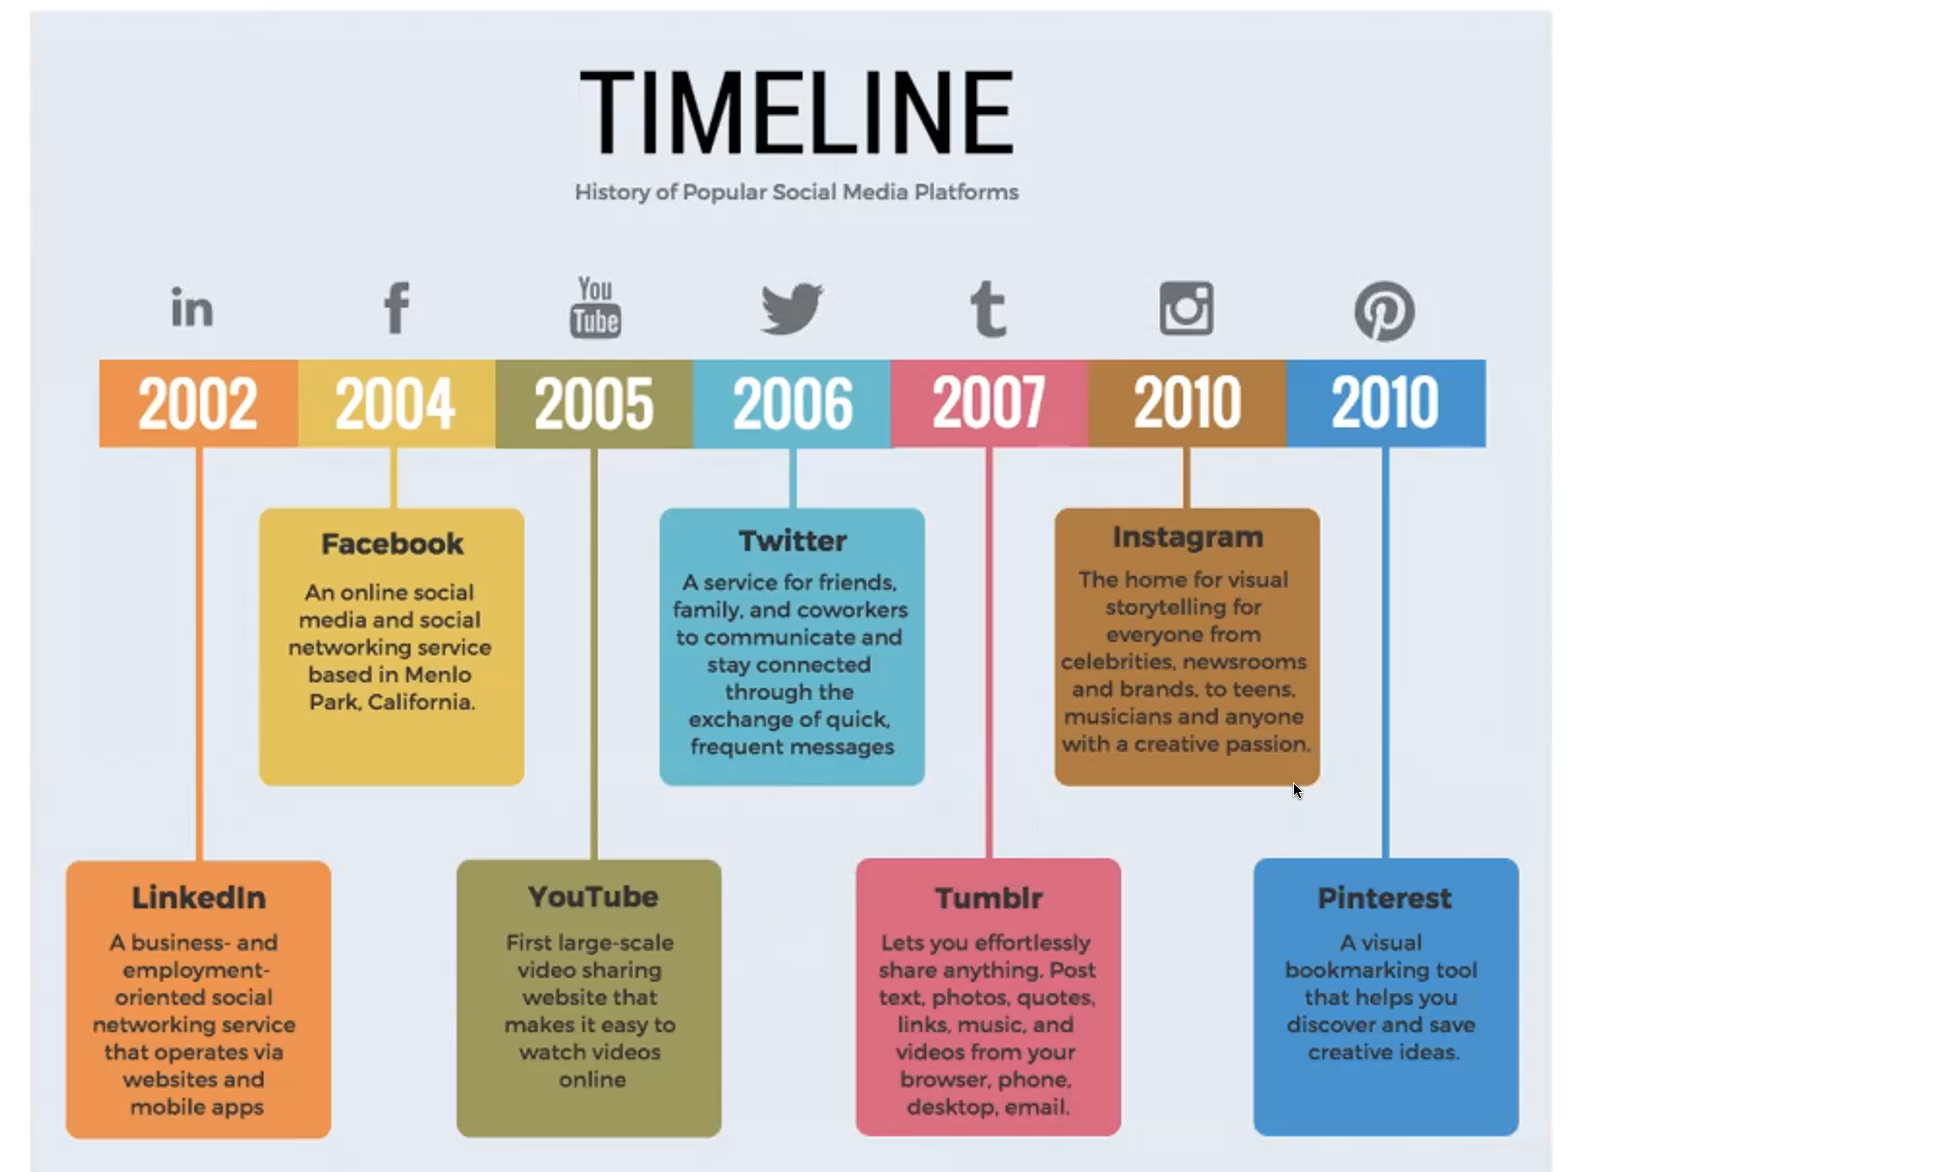 TIMELINE
History of Popular Social Media Platforms
in
f
You
Tube
t
2002
2004
2005
2006
2007
2010
2010
Facebook
An online social
media and social
networking service
based in Menlo
Park, California.
Twitter
A service for friends,
family, and coworkers
to communicate and
stay connected
through the
exchange of quick,
frequent messages
Instagram
The home for visual
storytelling for
everyone from
celebrities, newsrooms
and brands. to teens.
musicians and anyone
with a creative passion.
LinkedIn
A business- and
employment-
oriented social
networking service
that operates via
websites and
mobile apps
YouTube
First large-scale
video sharing
website that
makes it easy to
watch videos
online
Tumblr
Lets you effortlessly
share anything. Post
text, photos, quotes,
links, music, and
videos from your
browser, phone,
desktop, email.
Pinterest
A visual
bookmarking tool
that helps you
discover and save
creative ideas.